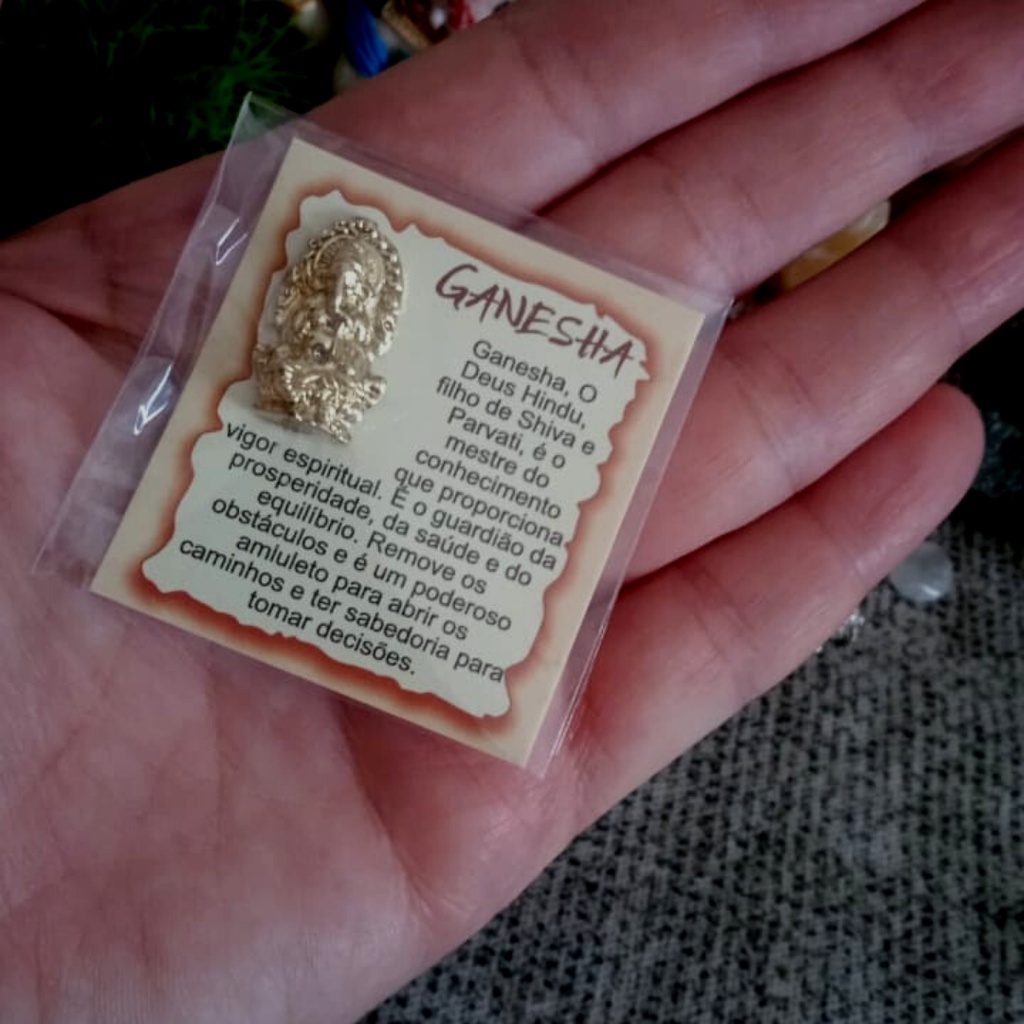 GANESHA
Ganesha, O
Deus Hindu,
filho de Shiva e
Parvati, é o
mestre do
conhecimento
que proporciona
vigor espiritual. É o guardião da
prosperidade, da saúde e do
equilíbrio. Remove os
obstáculos e é um poderoso
amluleto para abrir os
caminhos e ter sabedoria para
tomar decisões.